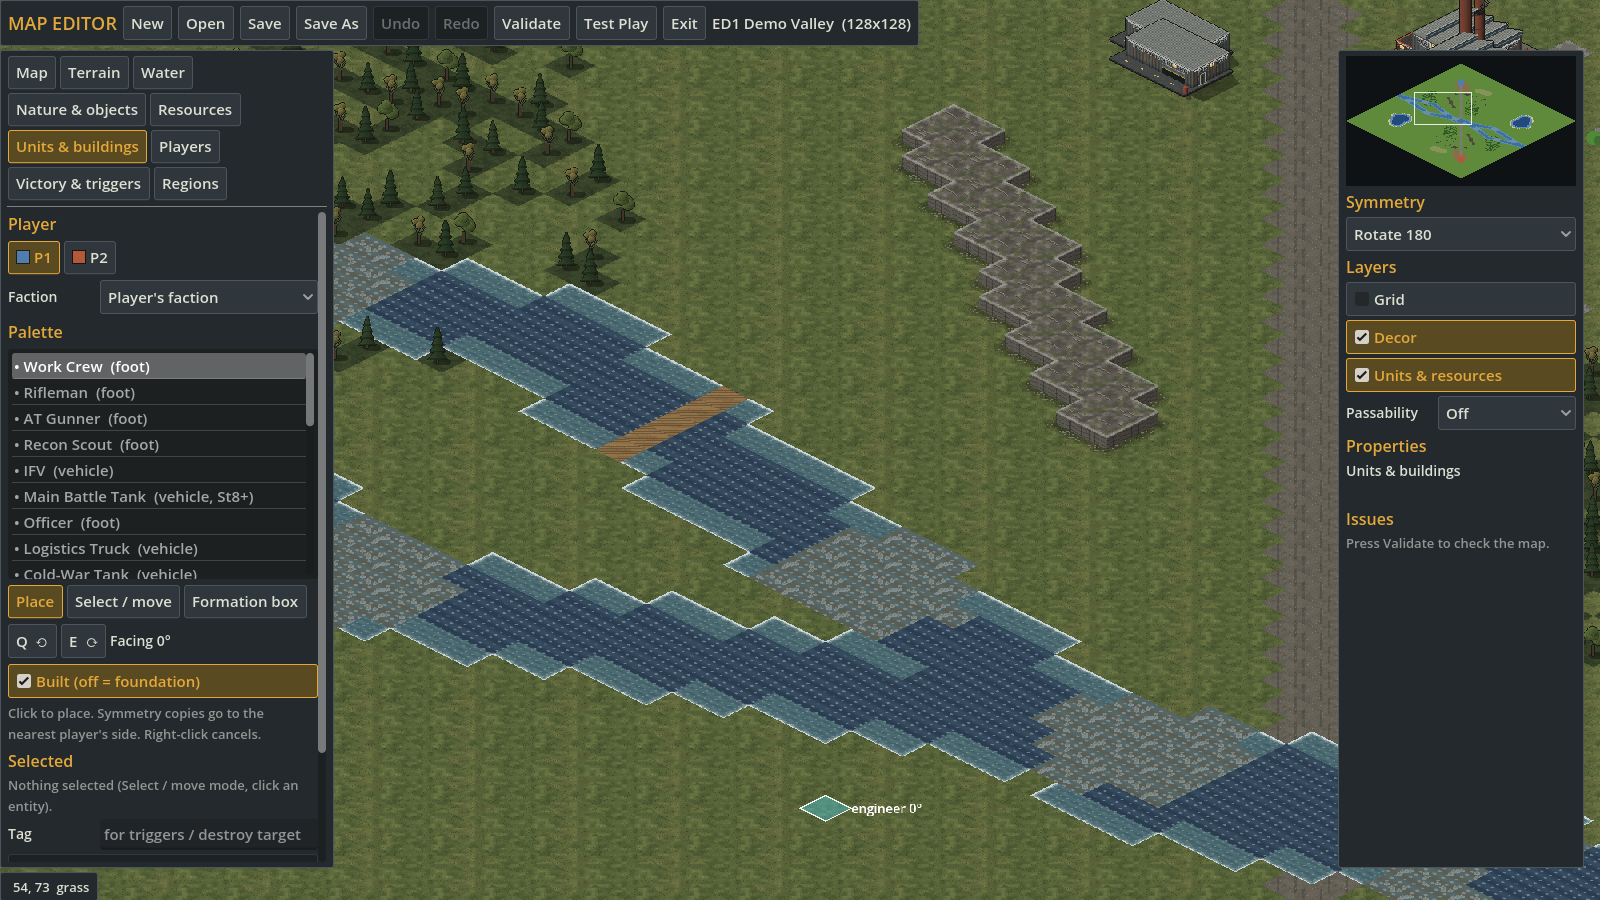 MAP EDITOR New Open Save Save As Undo Redo Validate Test Play Exit ED1 Demo Valley (128x128)
Map Terrain Water
Nature & objects Resources
Units & buildings Players
Victory & triggers Regions
Player
P1 P2
Faction Player's faction
Palette
• Work Crew (foot)
• Rifleman (foot)
• AT Gunner (foot)
• Recon Scout (foot)
• IFV (vehicle)
• Main Battle Tank (vehicle, St8+)
• Officer (foot)
• Logistics Truck (vehicle)
• Cold-War Tank (vehicle)
Place Select / move Formation box
Q E Facing 0°
Built (off = foundation)
Click to place. Symmetry copies go to the
nearest player's side. Right-click cancels.
Selected
Nothing selected (Select / move mode, click an
entity).
Tag for triggers / destroy target
54, 73 grass
engineer 0°
Symmetry
Rotate 180
Layers
Grid
Decor
Units & resources
Passability Off
Properties
Units & buildings
Issues
Press Validate to check the map.